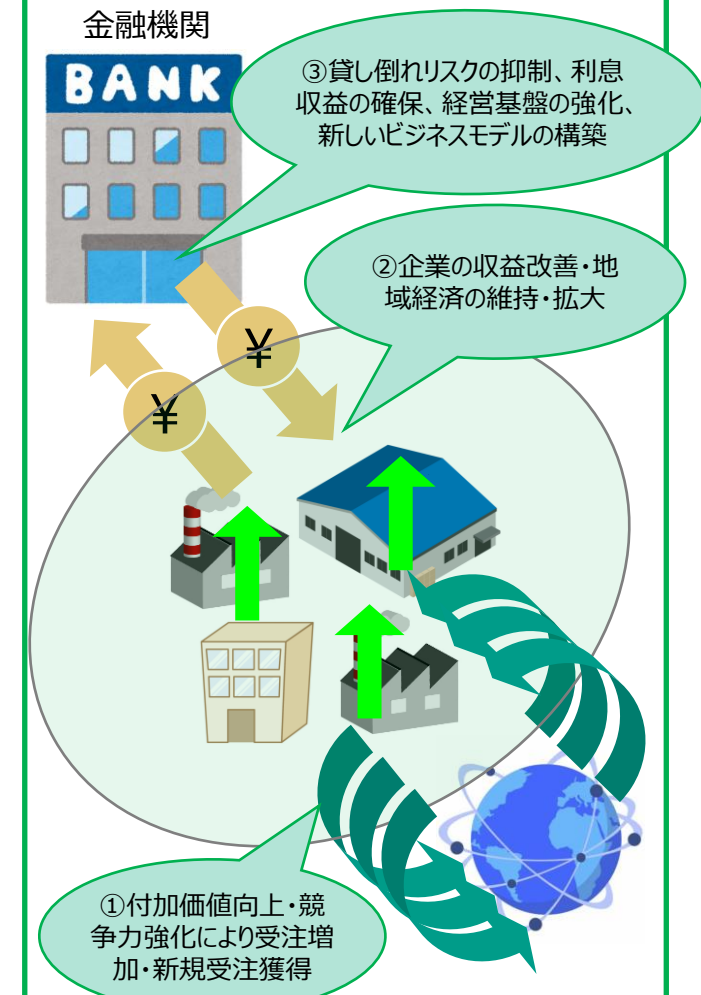 金融機関
BANK
③貸し倒れリスクの抑制、利息
収益の確保、経営基盤の強化、
新しいビジネスモデルの構築
②企業の収益改善・地
域経済の維持・拡大
¥
¥
①付加価値向上・競
争力強化により受注増
加・新規受注獲得